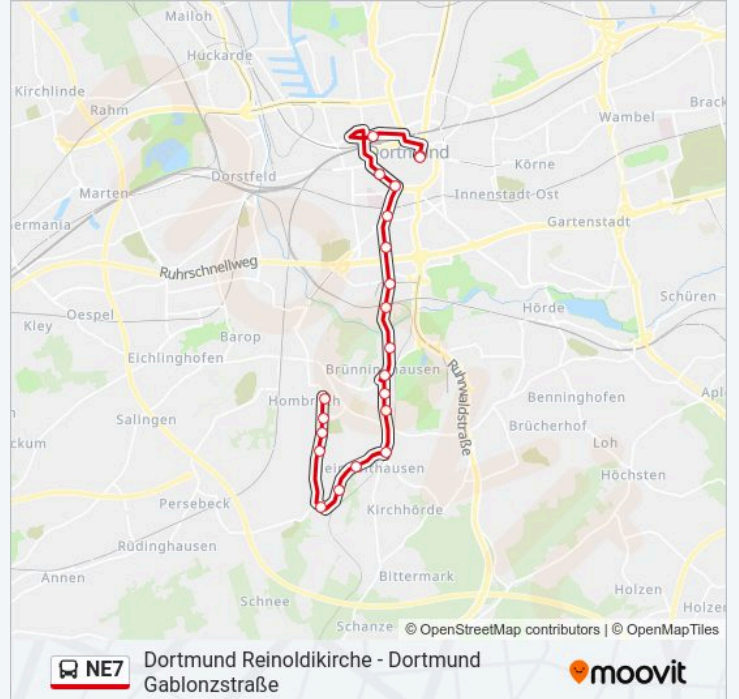 Mailoh
Huckarde
Kirchlinde
Rahm
Wambel
Brack
Dortmund
Körne
Dorstfeld
Marten
Innenstadt-Ost
ermania
Gartenstadt
Ruhrschnellweg
Schüren
Hörde
Oespel
Kley
Barop
Eichlinghofen
Brünninghausen
Ruhrwaldstraße
Apl
Benninghofen
Salingen
Brücherhof
ckum
Loh
Höchsten
Persebeck
Kirchhörde
Rüdinghausen
Annen
Bittermark
Holzen
Schnee
Holze
Schanze
© OpenStreetMap contributors | © OpenMapTiles
NE7
Dortmund Reinoldikirche - Dortmund
Gablonzstraße
moovit